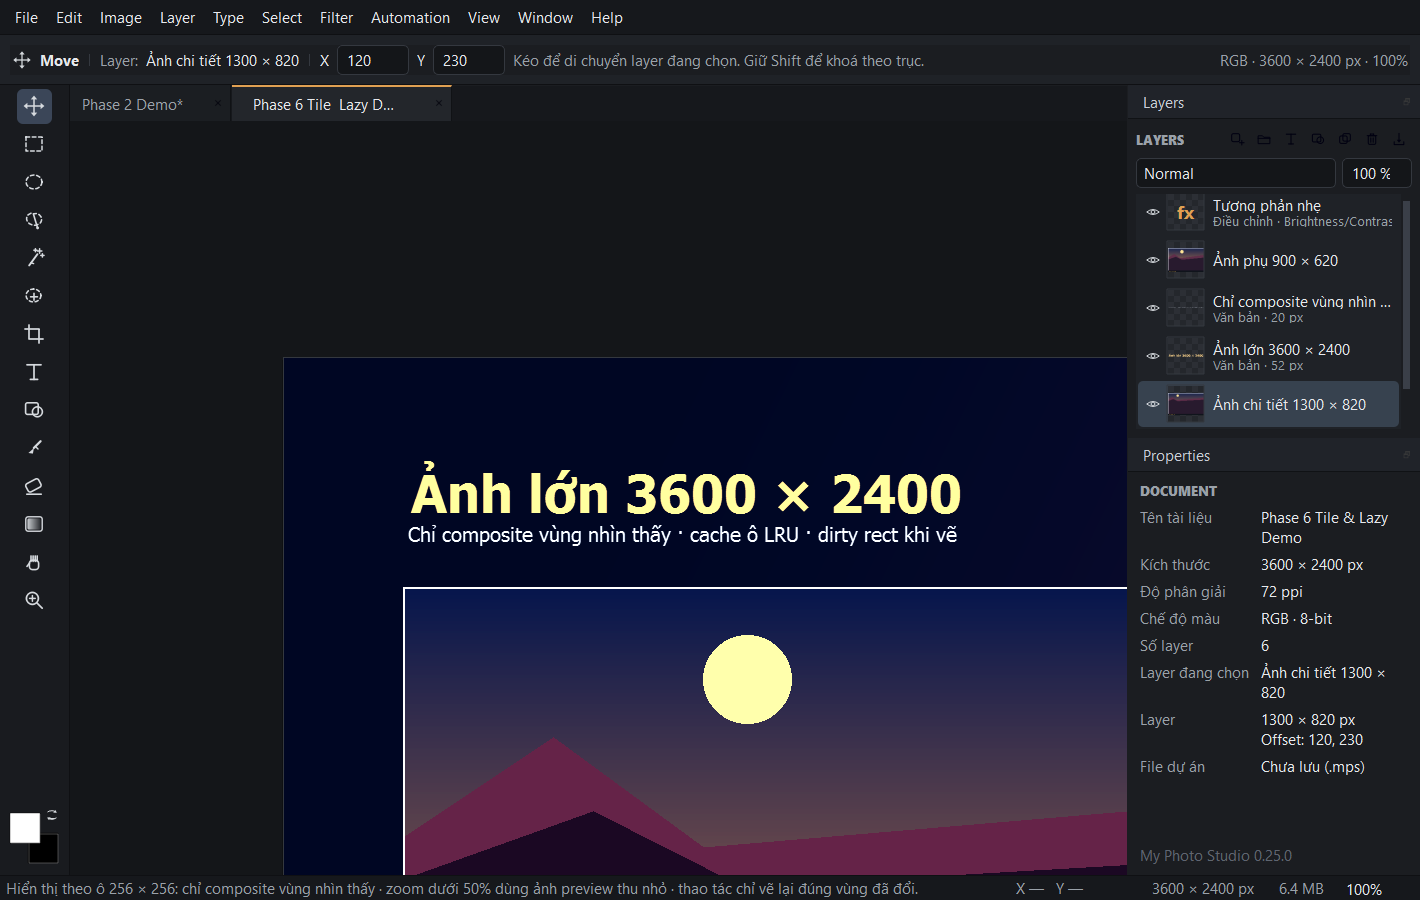 File Edit Image Layer Type Select Filter Automation View Window Help
Move Layer: Ảnh chi tiết 1300 × 820 X 120 Y 230 Kéo để di chuyển layer đang chọn. Giữ Shift để khoá theo trục. RGB · 3600 × 2400 px · 100%
Phase 2 Demo* × Phase 6 Tile Lazy D... ×
Layers
LAYERS
Normal 100 %
fx Tương phản nhẹ
Điều chỉnh · Brightness/Contras
Ảnh phụ 900 × 620
Chỉ composite vùng nhìn ...
Văn bản · 20 px
Ảnh lớn 3600 × 2400
Văn bản · 52 px
Ảnh chi tiết 1300 × 820
Ảnh lớn 3600 × 2400
Chỉ composite vùng nhìn thấy · cache ô LRU · dirty rect khi vẽ
Properties
DOCUMENT
Tên tài liệu Phase 6 Tile & Lazy
Demo
Kích thước 3600 × 2400 px
Độ phân giải 72 ppi
Chế độ màu RGB · 8-bit
Số layer 6
Layer đang chọn Ảnh chi tiết 1300 ×
820
Layer 1300 × 820 px
Offset: 120, 230
File dự án Chưa lưu (.mps)
My Photo Studio 0.25.0
Hiển thị theo ô 256 × 256: chỉ composite vùng nhìn thấy · zoom dưới 50% dùng ảnh preview thu nhỏ · thao tác chỉ vẽ lại đúng vùng đã đổi. X — Y — 3600 × 2400 px 6.4 MB 100%